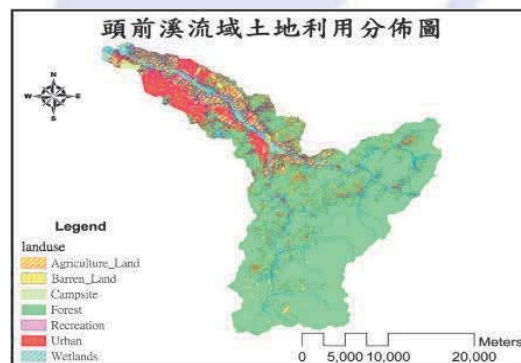 頭前溪流域土地利用分佈圖
N
W E
S
Legend
landuse
Agriculture_Land
Barren_Land
Campsite
Forest
Recreation
Urban
Wetlands
Meters
0 5,000 10,000 20,000